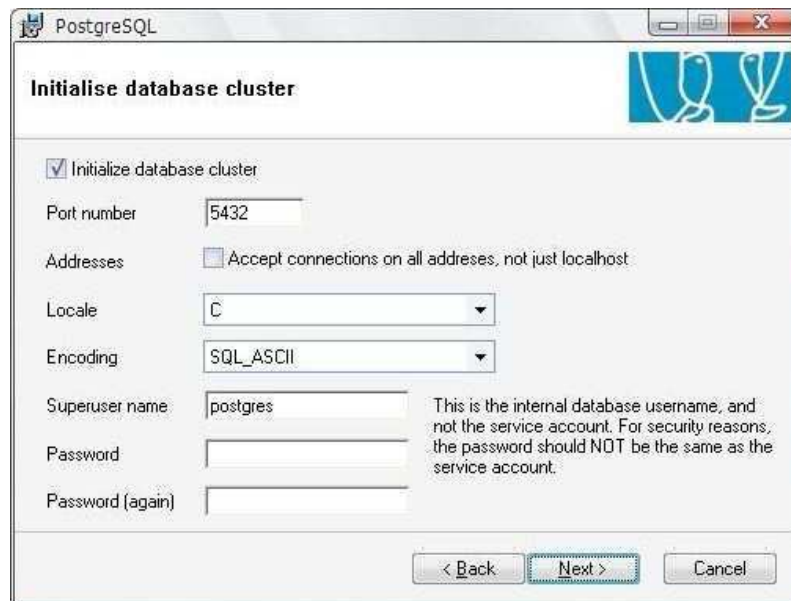 PostgreSQL
Initialise database cluster
Initialize database cluster
Port number 5432
Addresses Accept connections on all addreses, not just localhost
Locale C
Encoding SQL_ASCII
Superuser name postgres
This is the internal database username, and
not the service account. For security reasons,
the password should NOT be the same as the
service account.
Password
Password (again)
< Back Next > Cancel